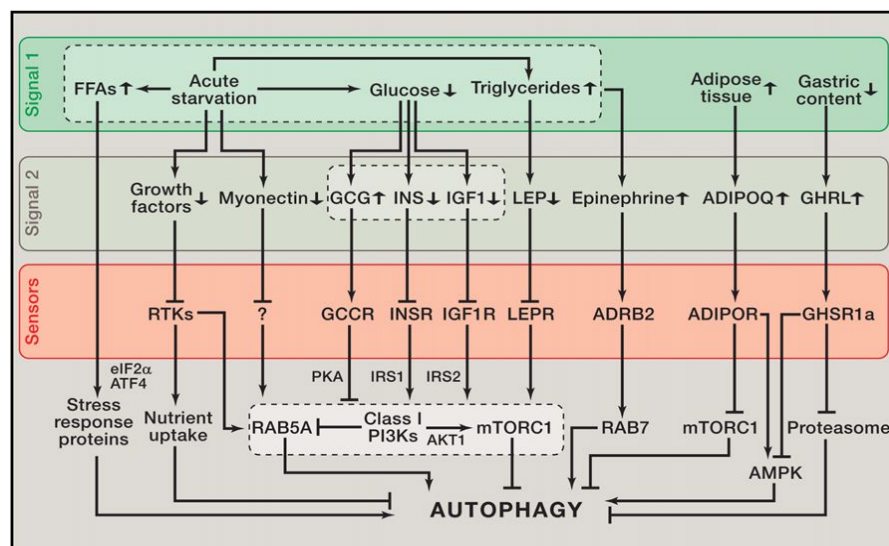 Signal 1
FFAs
Acute
starvation
Glucose
Triglycerides
Adipose
tissue
Gastric
content
Signal 2
Growth
factors
Myonectin
GCG
INS
IGF1
LEP
Epinephrine
ADIPOQ
GHRL
Sensors
RTKs
?
GCCR
INSR
IGF1R
LEPR
ADRB2
ADIPOR
GHSR1a
eIF2α
ATF4
PKA
IRS1
IRS2
Stress
response
proteins
Nutrient
uptake
RAB5A
Class I
PI3Ks
AKT1
mTORC1
RAB7
mTORC1
Proteasome
AMPK
AUTOPHAGY